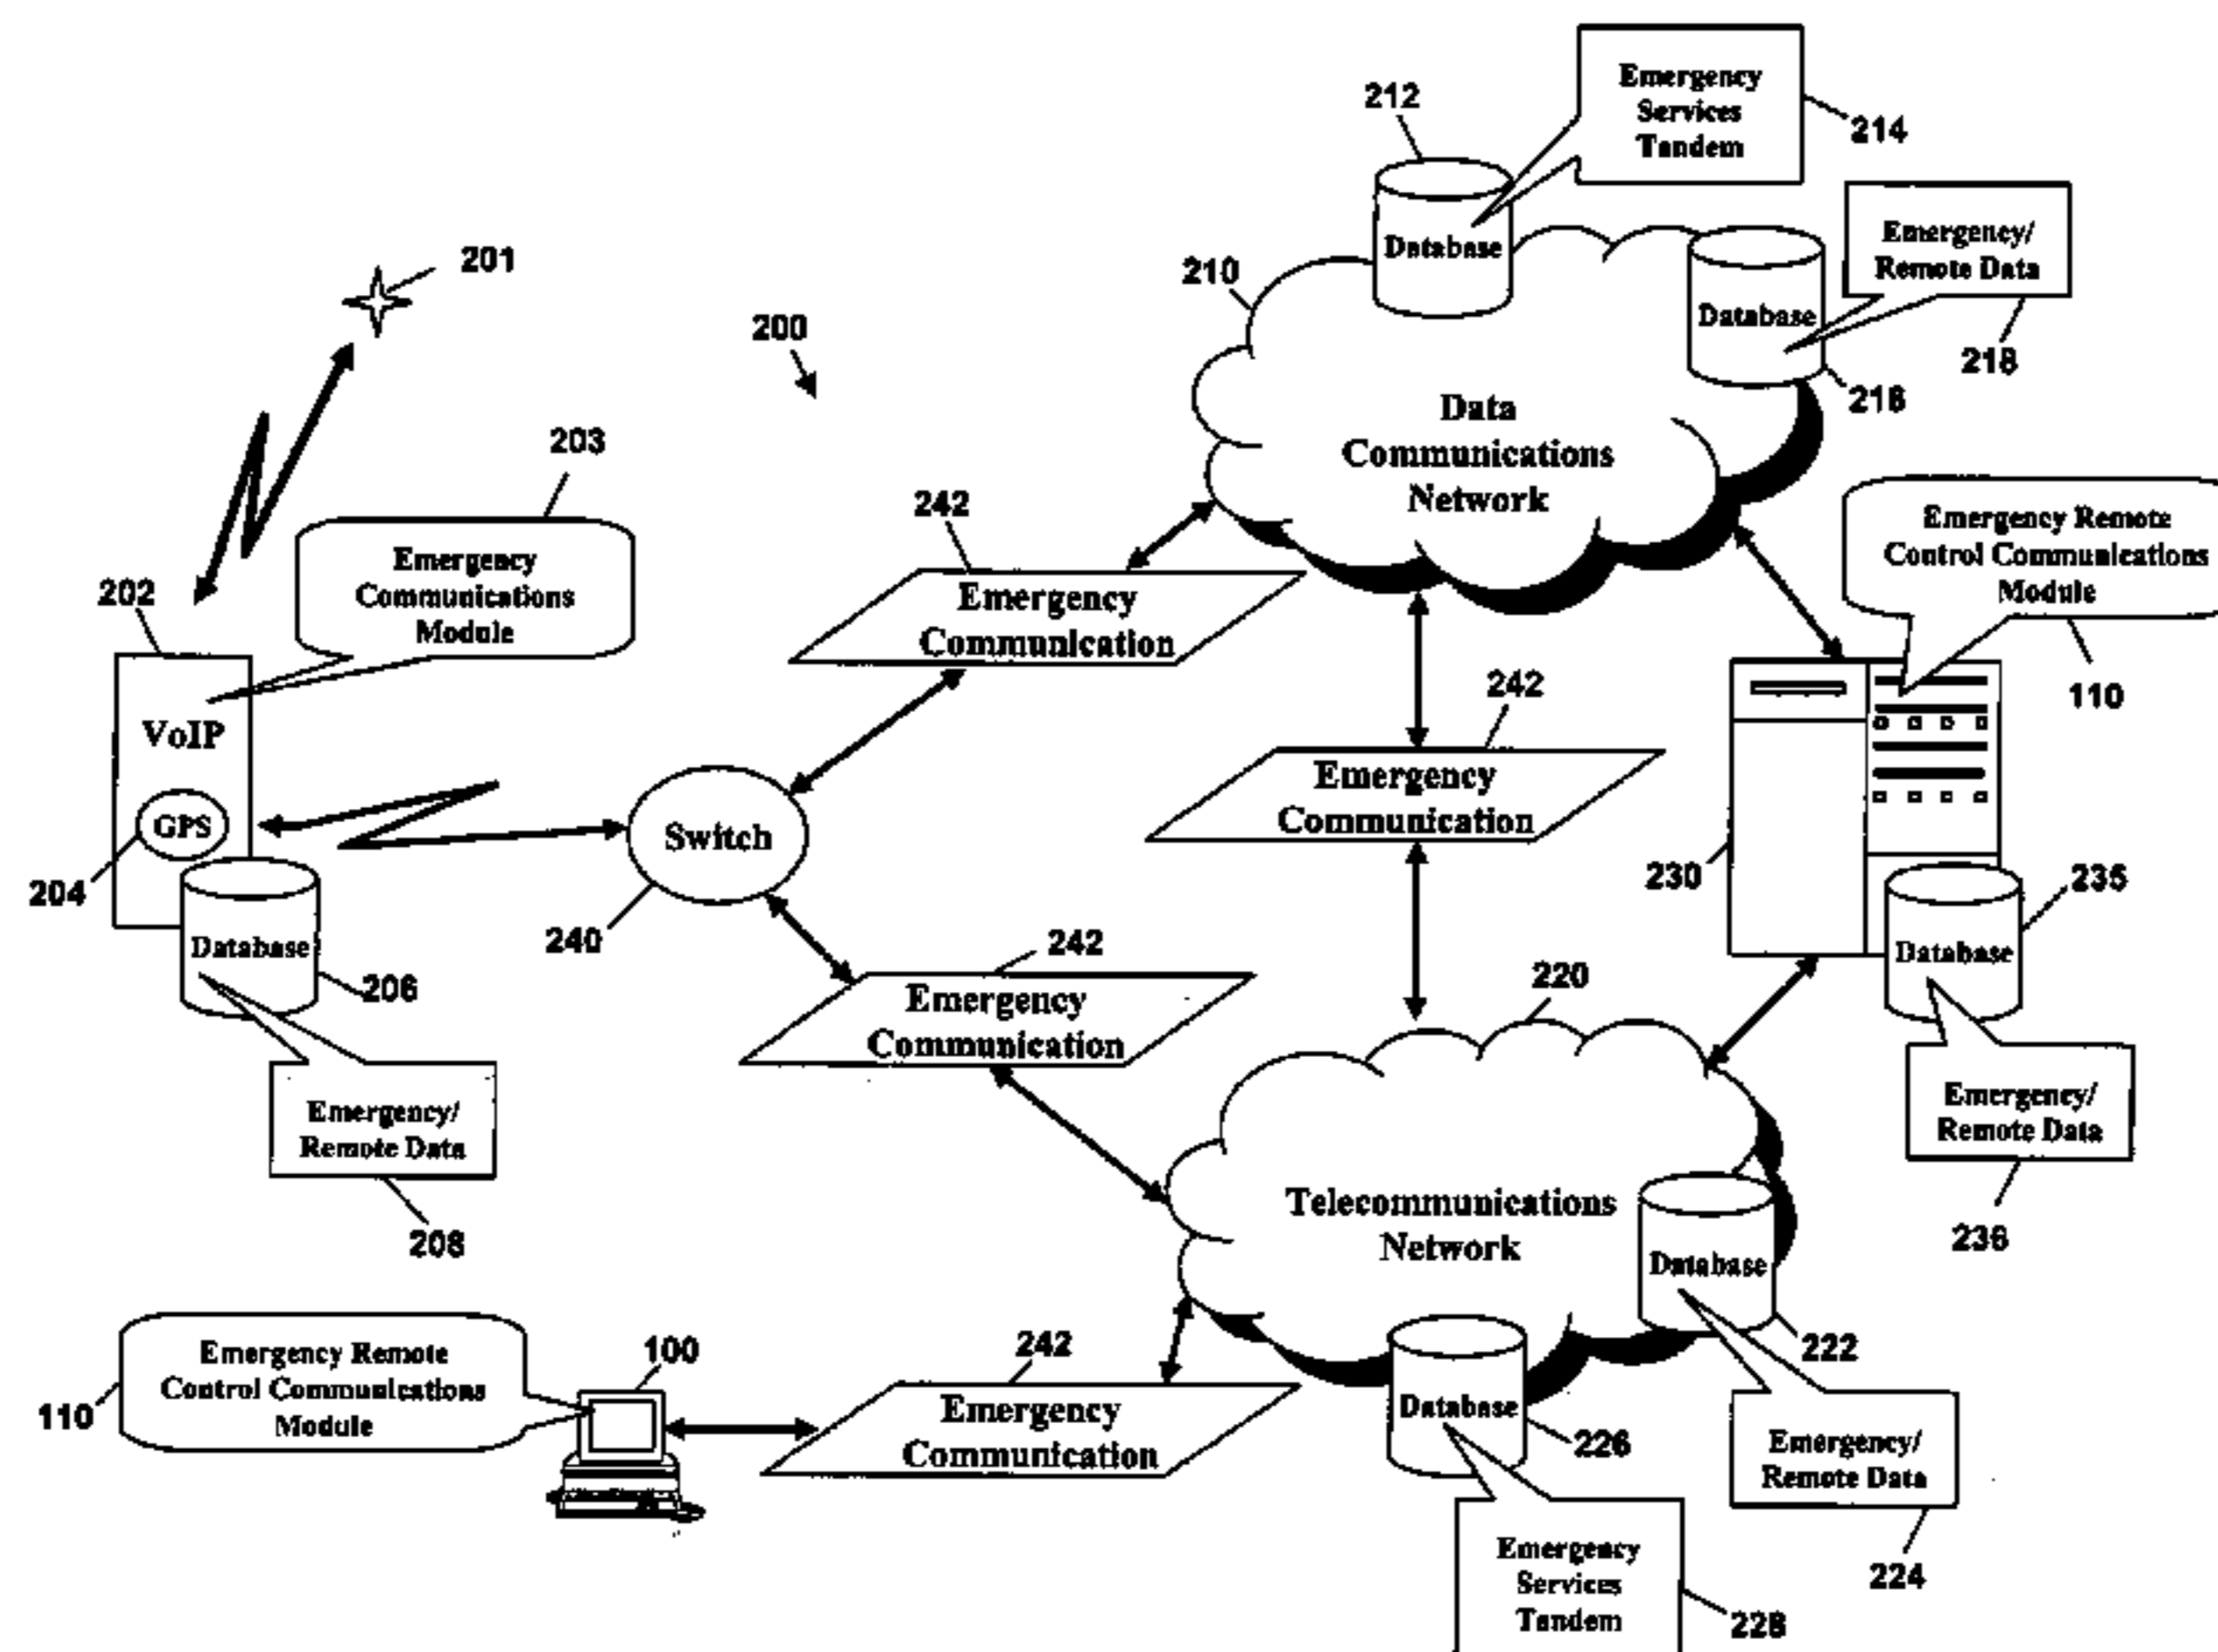 212
Emergency
Services
Tandem
214
Database
Emergency/
Remote Data
218
Database
216
201
200
210
Data
Communications
Network
203
Emergency
Communications
Module
202
VoIP
GPS
204
Database
206
Emergency/
Remote Data
208
242
Emergency
Communication
Switch
240
242
Emergency
Communication
242
Emergency
Communication
Emergency Remote
Control Communications
Module
110
230
Database
235
Emergency/
Remote Data
236
220
Telecommunications
Network
Database
222
Emergency/
Remote Data
224
Database
226
Emergency
Services
Tandem
228
Emergency Remote
Control Communications
Module
110
100
242
Emergency
Communication